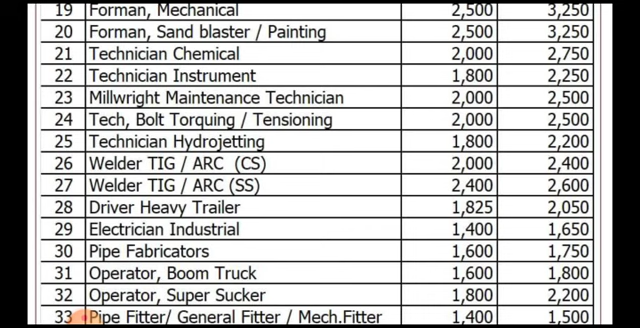 19 Forman, Mechanical 2,500 3,250
20 Forman, Sand blaster / Painting 2,500 3,250
21 Technician Chemical 2,000 2,750
22 Technician Instrument 1,800 2,250
23 Millwright Maintenance Technician 2,000 2,500
24 Tech, Bolt Torquing / Tensioning 2,000 2,500
25 Technician Hydrojetting 1,800 2,200
26 Welder TIG / ARC (CS) 2,000 2,400
27 Welder TIG / ARC (SS) 2,400 2,600
28 Driver Heavy Trailer 1,825 2,050
29 Electrician Industrial 1,400 1,650
30 Pipe Fabricators 1,600 1,750
31 Operator, Boom Truck 1,600 1,800
32 Operator, Super Sucker 1,800 2,200
33 Pipe Fitter/ General Fitter / Mech.Fitter 1,400 1,500